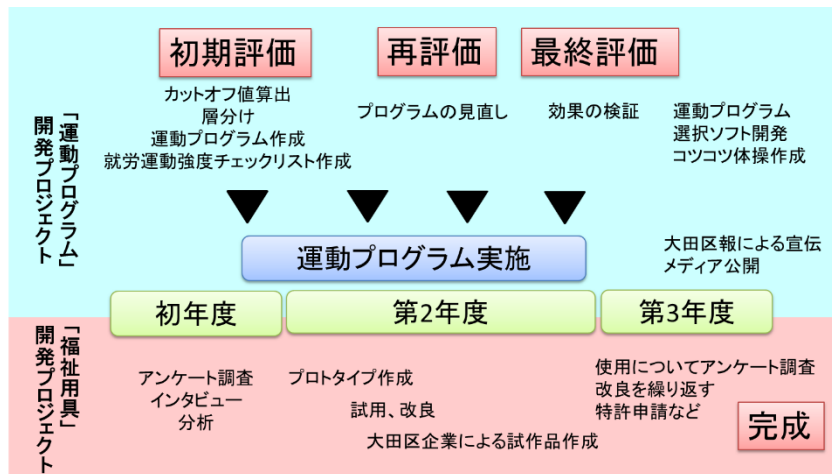 「運動プログラム」
開発プロジェクト
初期評価
カットオフ値算出
層分け
運動プログラム作成
就労運動強度チェックリスト作成
再評価
プログラムの見直し
最終評価
効果の検証
運動プログラム
選択ソフト開発
コツコツ体操作成
運動プログラム実施
大田区報による宣伝
メディア公開
初年度
第2年度
第3年度
「福祉用具」
開発プロジェクト
アンケート調査
インタビュー
分析
プロトタイプ作成
試用、改良
大田区企業による試作品作成
使用についてアンケート調査
改良を繰り返す
特許申請など
完成